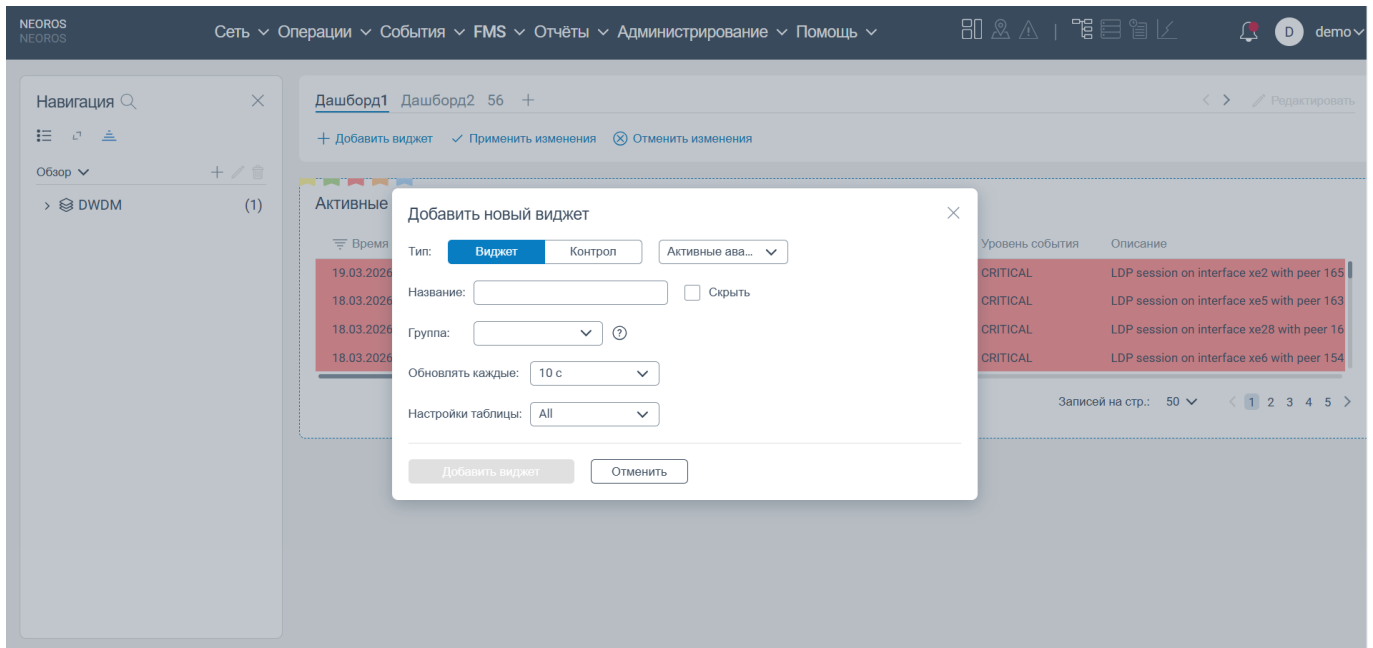 NEOROS
NEOROS
Сеть Операции События FMS Отчёты Администрирование Помощь
D demo
Навигация
Дашборд1 Дашборд2 56
Редактировать
Добавить виджет Применить изменения Отменить изменения
Обзор
DWDM (1)
Активные
Время Уровень события Описание
19.03.2026 CRITICAL LDP session on interface xe2 with peer 165
18.03.2026 CRITICAL LDP session on interface xe5 with peer 163
18.03.2026 CRITICAL LDP session on interface xe28 with peer 16
18.03.2026 CRITICAL LDP session on interface xe6 with peer 154
Записей на стр.: 50 1 2 3 4 5
Добавить новый виджет
Тип: Виджет Контрол Активные ава...
Название: Скрыть
Группа: ?
Обновлять каждые: 10 с
Настройки таблицы: All
Добавить виджет Отменить